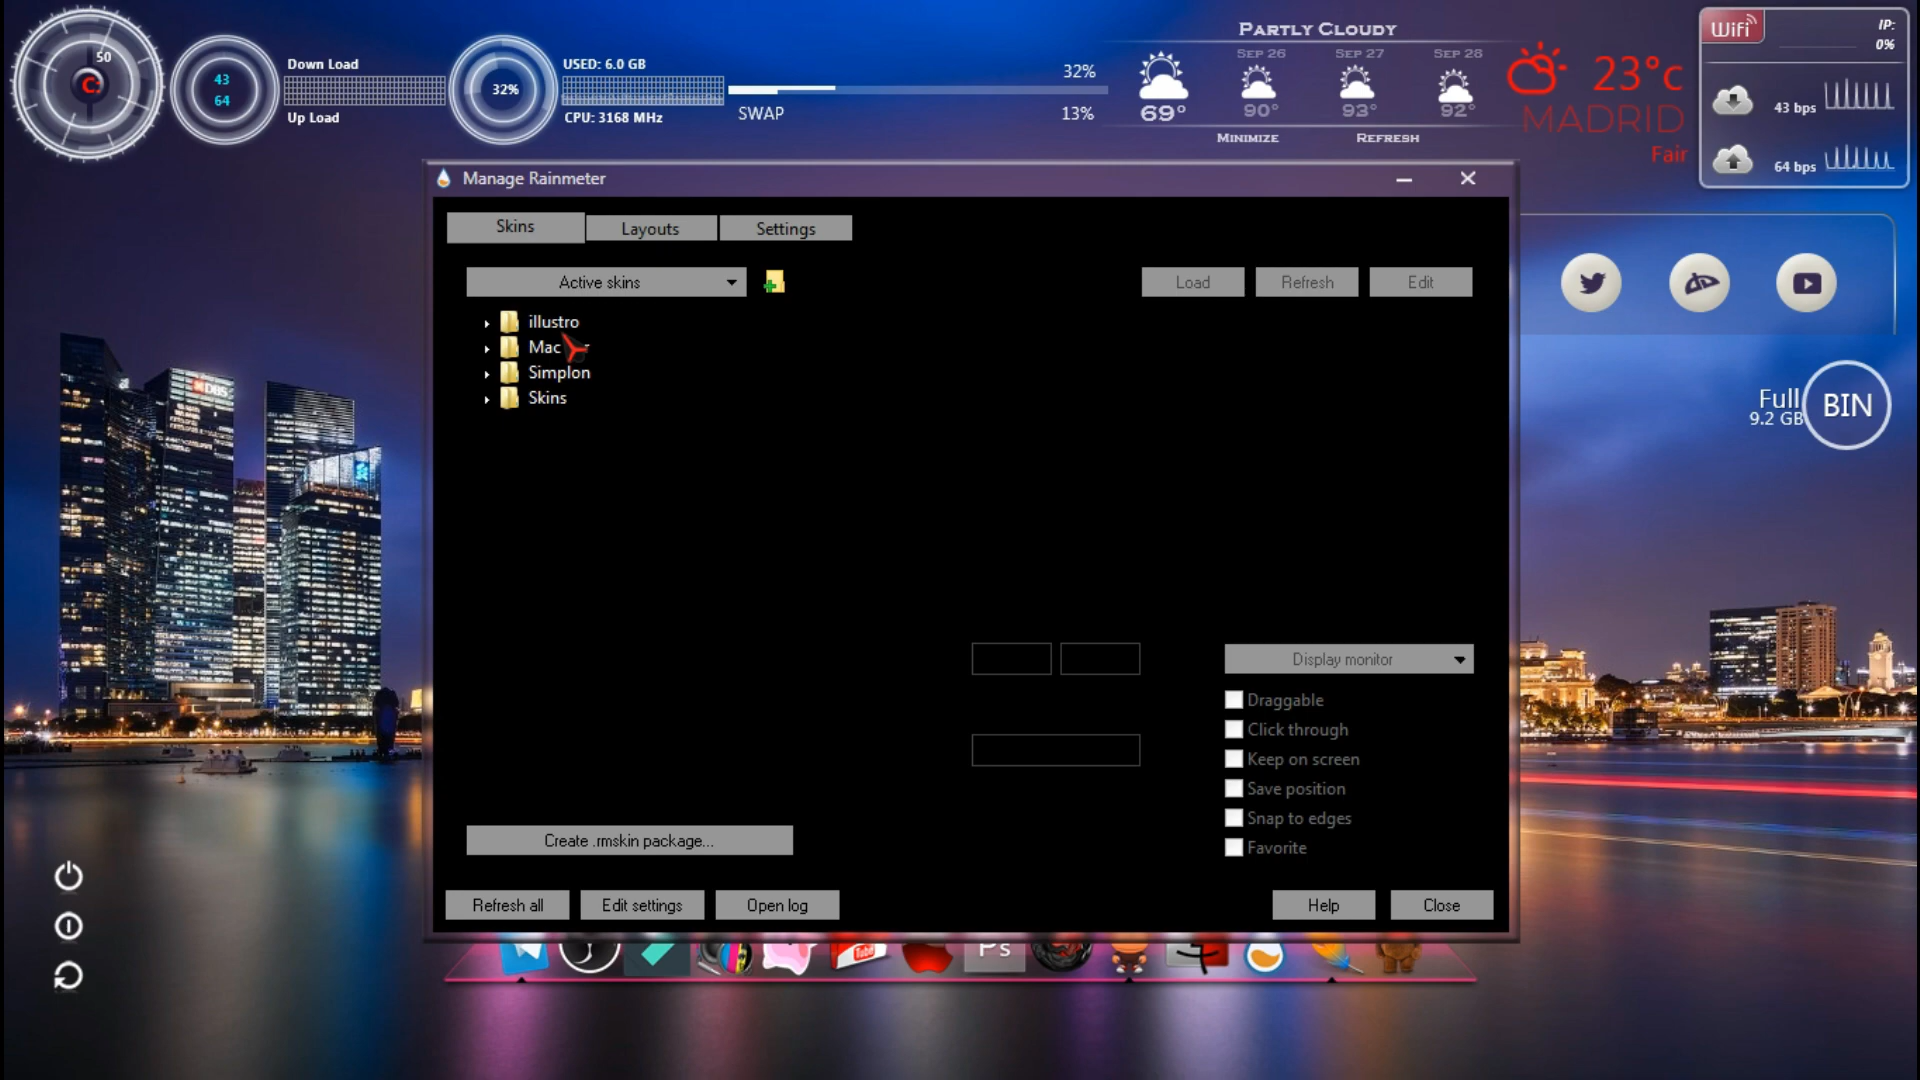 50
C:
43
64
Down Load
Up Load
32%
USED: 6.0 GB
CPU: 3168 MHz
32%
SWAP
13%
PARTLY CLOUDY
SEP 26
SEP 27
SEP 28
69°
90°
93°
92°
MINIMIZE
REFRESH
23°c
MADRID
Fair
WiFi
IP:
0%
43 bps
64 bps
Manage Rainmeter
Skins
Layouts
Settings
Active skins
Load
Refresh
Edit
illustro
Mac
Simplon
Skins
Full
9.2 GB
BIN
DBS
Display monitor
Draggable
Click through
Keep on screen
Save position
Snap to edges
Favorite
Create .rmskin package...
Refresh all
Edit settings
Open log
Help
Close
Tube
Ps